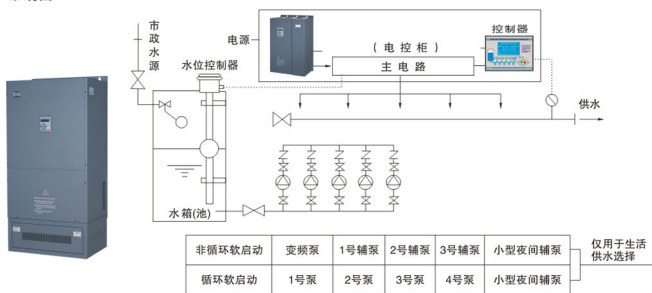 市政水源
水位控制器
电源
（电控柜）
主电路
控制器
供水
水箱(池)
非循环软启动 变频泵 1号辅泵 2号辅泵 3号辅泵 小型夜间辅泵
循环软启动 1号泵 2号泵 3号泵 4号泵 小型夜间辅泵
仅用于生活
供水选择